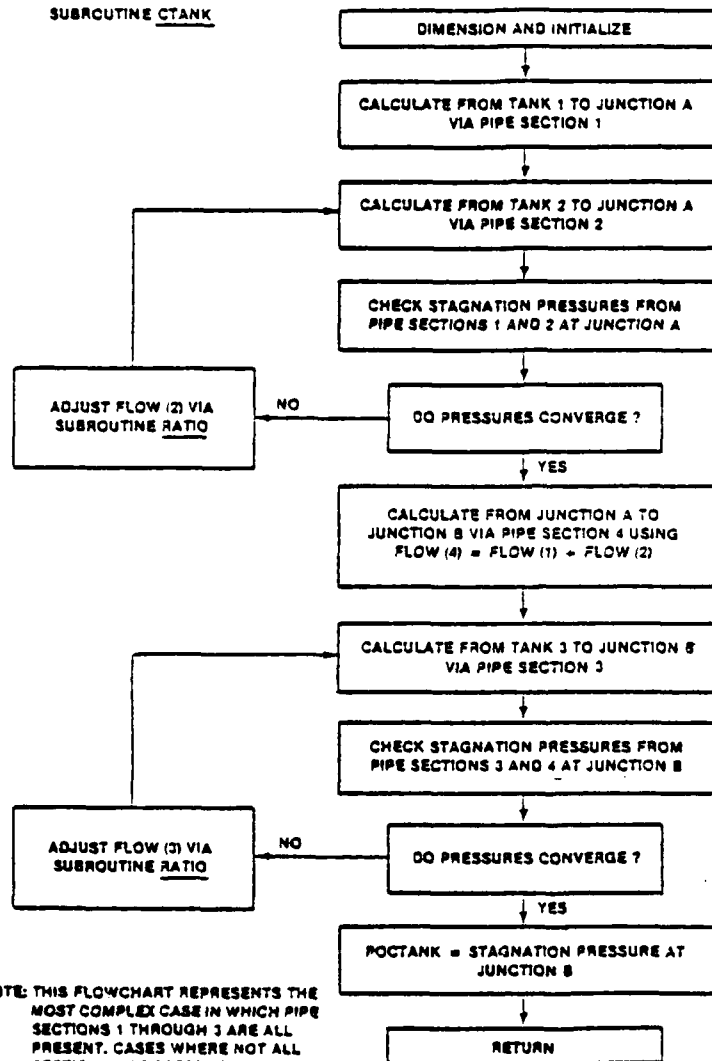 SUBROUTINE CTANK
DIMENSION AND INITIALIZE
CALCULATE FROM TANK 1 TO JUNCTION A
VIA PIPE SECTION 1
CALCULATE FROM TANK 2 TO JUNCTION A
VIA PIPE SECTION 2
CHECK STAGNATION PRESSURES FROM
PIPE SECTIONS 1 AND 2 AT JUNCTION A
ADJUST FLOW (2) VIA
SUBROUTINE RATIO
NO
DO PRESSURES CONVERGE ?
YES
CALCULATE FROM JUNCTION A TO
JUNCTION B VIA PIPE SECTION 4 USING
FLOW (4) = FLOW (1) + FLOW (2)
CALCULATE FROM TANK 3 TO JUNCTION B
VIA PIPE SECTION 3
CHECK STAGNATION PRESSURES FROM
PIPE SECTIONS 3 AND 4 AT JUNCTION B
ADJUST FLOW (3) VIA
SUBROUTINE RATIO
NO
DO PRESSURES CONVERGE ?
YES
POCTANK = STAGNATION PRESSURE AT
JUNCTION B
TE: THIS FLOWCHART REPRESENTS THE
MOST COMPLEX CASE IN WHICH PIPE
SECTIONS 1 THROUGH 3 ARE ALL
PRESENT. CASES WHERE NOT ALL
RETURN